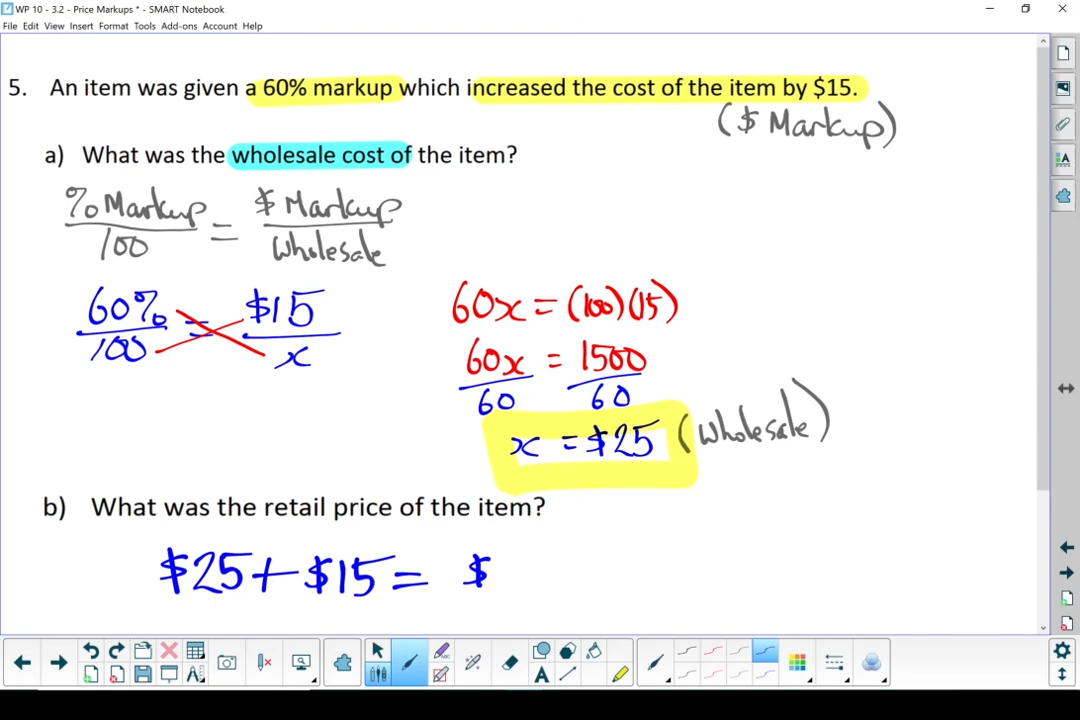 WP 10 - 3.2 - Price Markups * - SMART Notebook
File Edit View Insert Format Tools Add-ons Account Help
5. An item was given a 60% markup which increased the cost of the item by $15.
($ Markup)
a) What was the wholesale cost of the item?
% Markup / 100 = $ Markup / Wholesale
60% / 100 = $15 / x
60x = (100)(15)
60x / 60 = 1500 / 60
x = $25 (wholesale)
b) What was the retail price of the item?
$25 + $15 = $